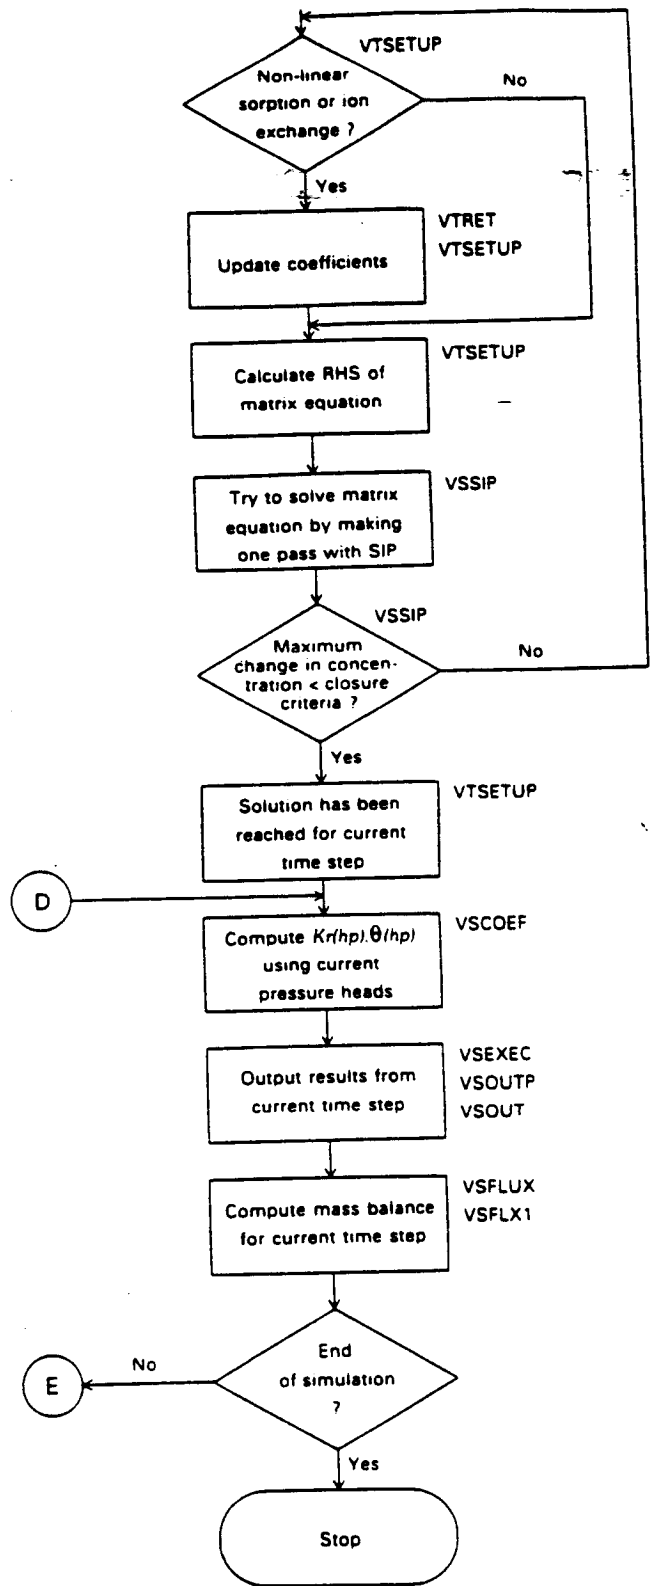 VTSETUP
Non-linear
sorption or ion
exchange ?
No
Yes
VTRET
VTSETUP
Update coefficients
VTSETUP
Calculate RHS of
matrix equation
VSSIP
Try to solve matrix
equation by making
one pass with SIP
VSSIP
Maximum
change in concen-
tration < closure
criteria ?
No
Yes
VTSETUP
Solution has been
reached for current
time step
D
VSCOEF
Compute Kr(hp).θ(hp)
using current
pressure heads
VSEXEC
VSOUTP
VSOUT
Output results from
current time step
VSFLUX
VSFLX1
Compute mass balance
for current time step
End
of simulation
?
No
E
Yes
Stop